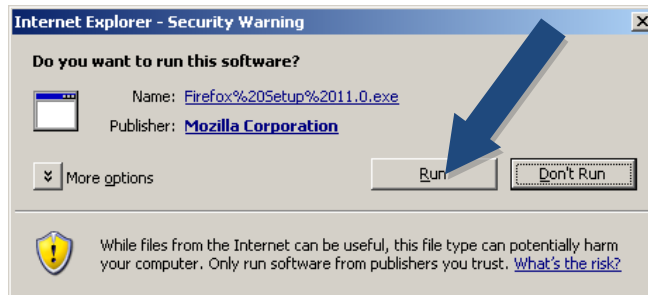 Internet Explorer - Security Warning
Do you want to run this software?
Name: Firefox%20Setup%2011.0.exe
Publisher: Mozilla Corporation
More options Run Don't Run
While files from the Internet can be useful, this file type can potentially harm
your computer. Only run software from publishers you trust. What's the risk?